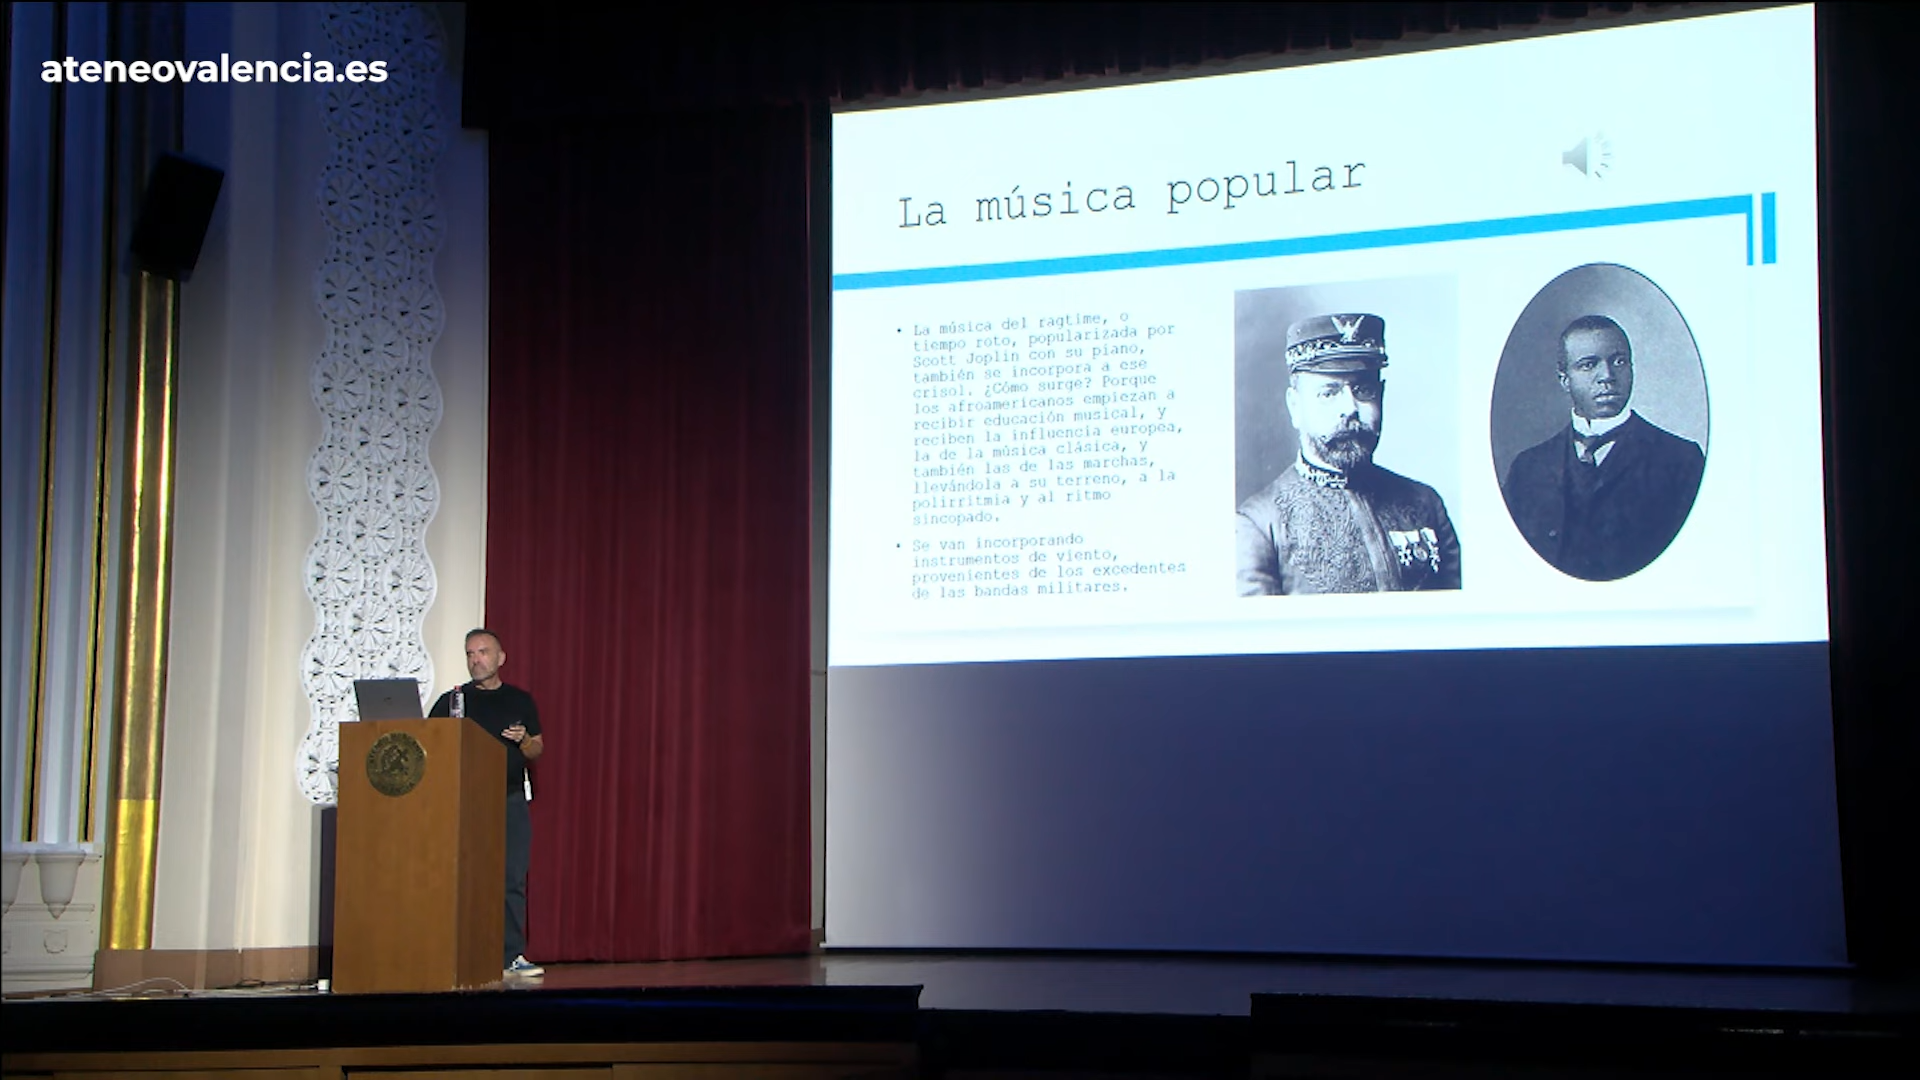 ateneovalencia.es
La música popular
• La música del ragtime, o
tiempo roto, popularizada por
Scott Joplin con su piano,
también se incorpora a ese
crisol. ¿Cómo surge? Porque
los afroamericanos empiezan a
recibir educación musical, y
reciben la influencia europea,
la de la música clásica, y
también las de las marchas,
llevándola a su terreno, a la
polirritmia y al ritmo
sincopado.
• Se van incorporando
instrumentos de viento,
provenientes de los excedentes
de las bandas militares.